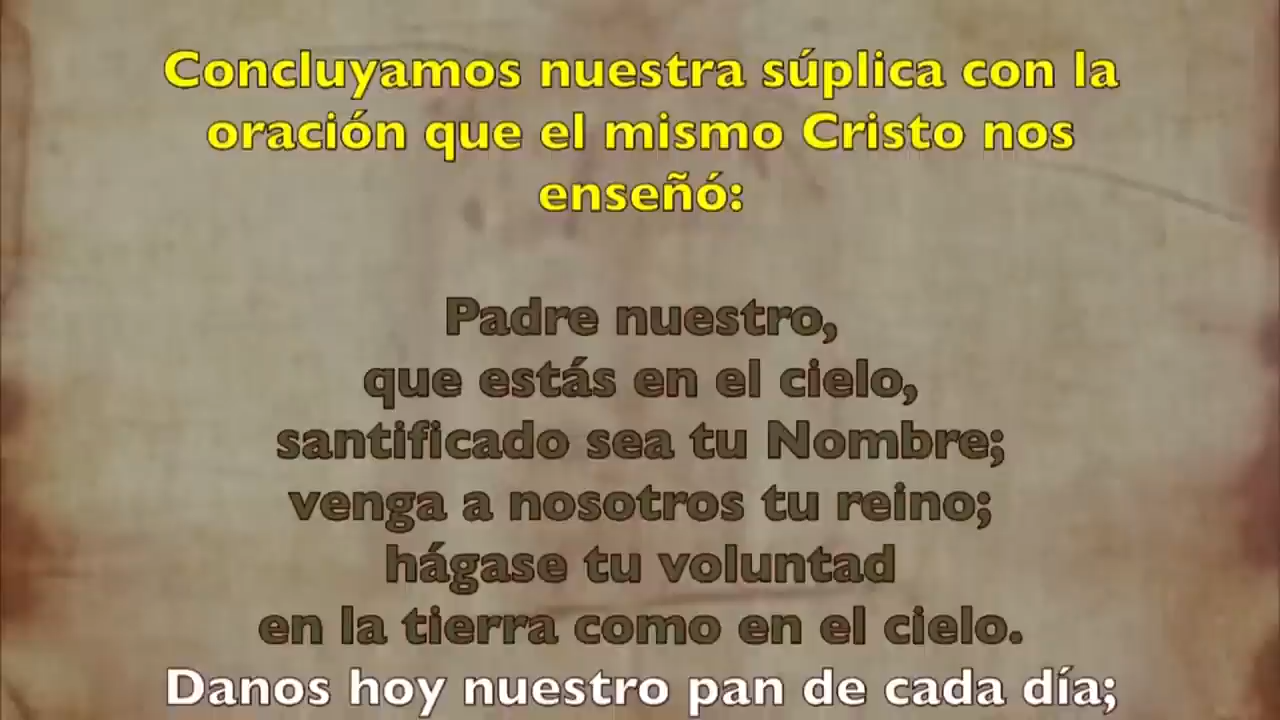 Concluyamos nuestra súplica con la
oración que el mismo Cristo nos
enseñó:
Padre nuestro,
que estás en el cielo,
santificado sea tu Nombre;
venga a nosotros tu reino;
hágase tu voluntad
en la tierra como en el cielo.
Danos hoy nuestro pan de cada día;